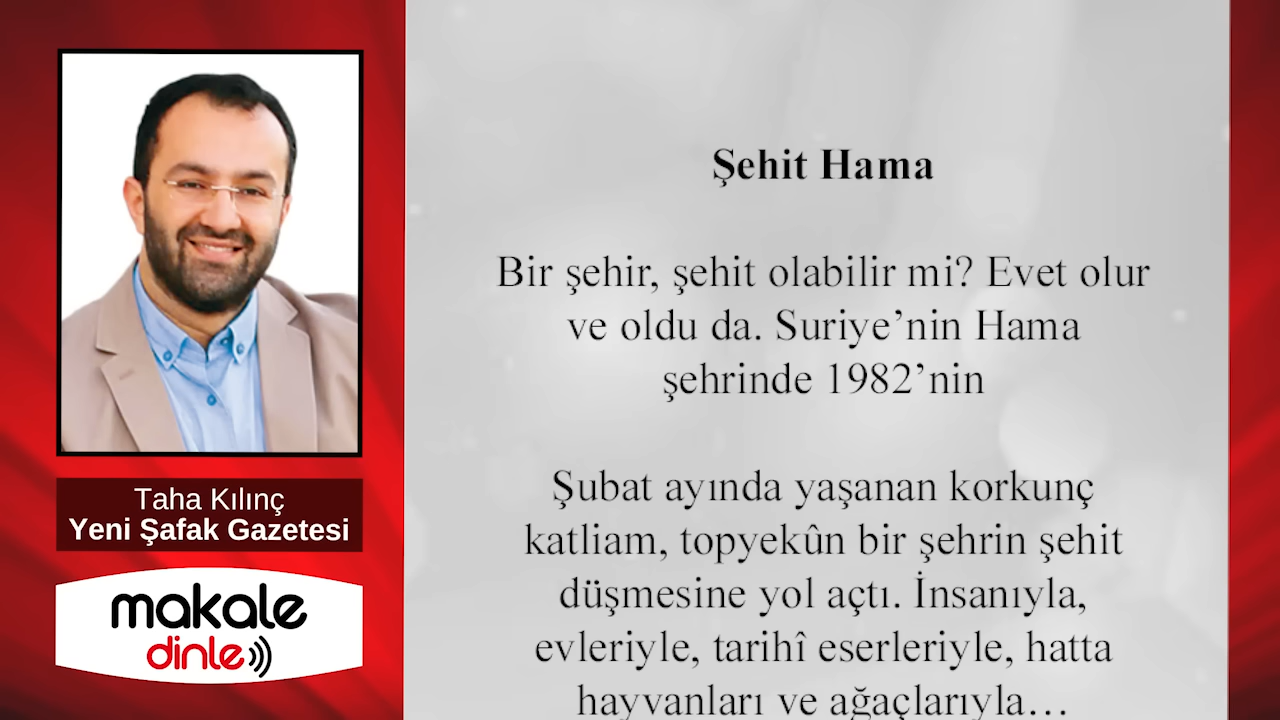 Taha Kılınç
Yeni Şafak Gazetesi
makale
dinle
Şehit Hama
Bir şehir, şehit olabilir mi? Evet olur
ve oldu da. Suriye’nin Hama
şehrinde 1982’nin
Şubat ayında yaşanan korkunç
katliam, topyekûn bir şehrin şehit
düşmesine yol açtı. İnsanıyla,
evleriyle, tarihî eserleriyle, hatta
hayvanları ve ağaçlarıyla…